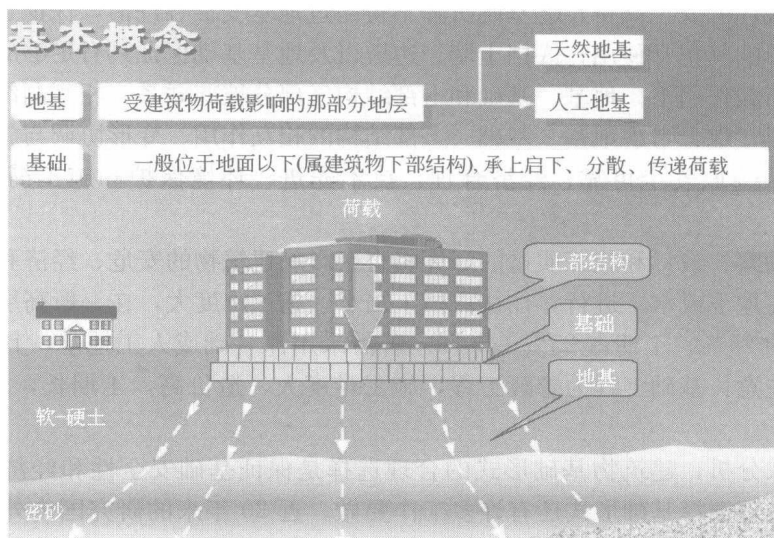 基本概念
天然地基
地基 受建筑物荷载影响的那部分地层 人工地基
基础 一般位于地面以下(属建筑物下部结构), 承上启下、分散、传递荷载
荷载
上部结构
基础
地基
软-硬土
密砂